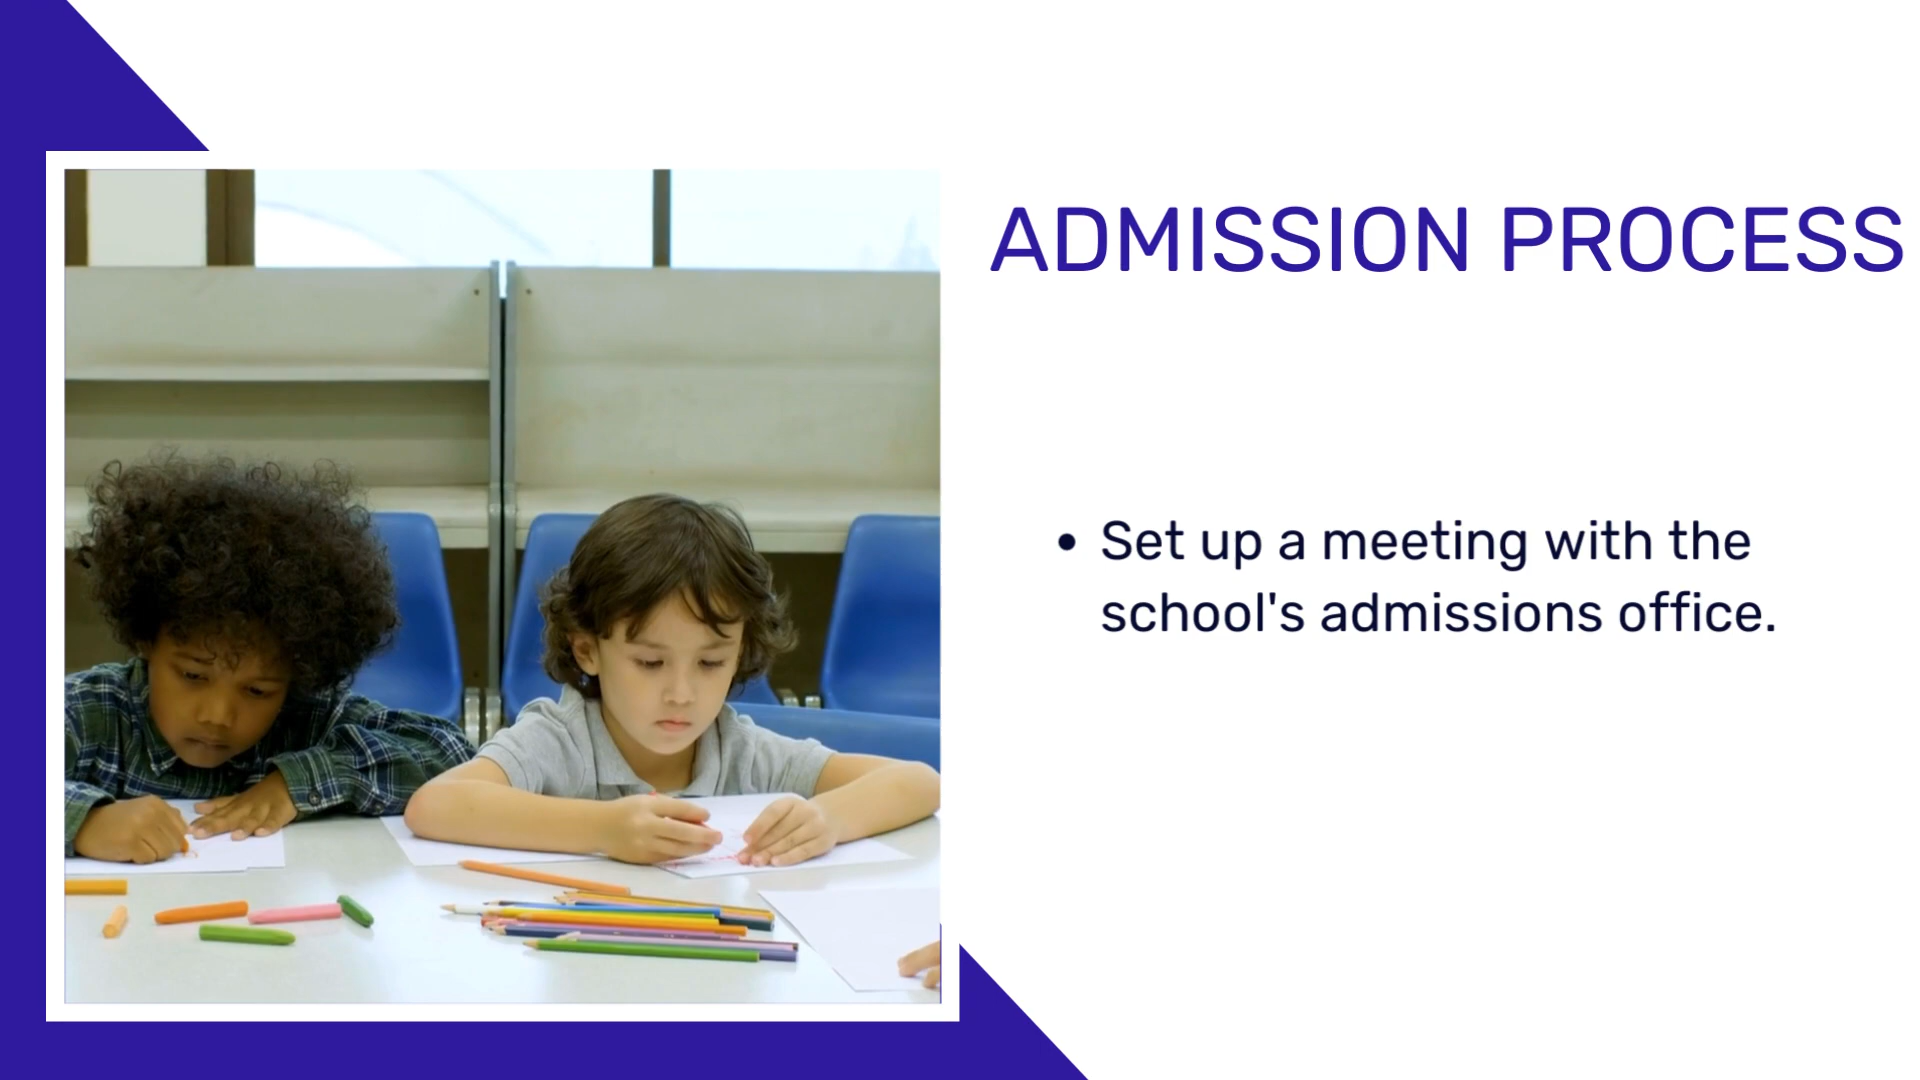 ADMISSION PROCESS
• Set up a meeting with the
school's admissions office.